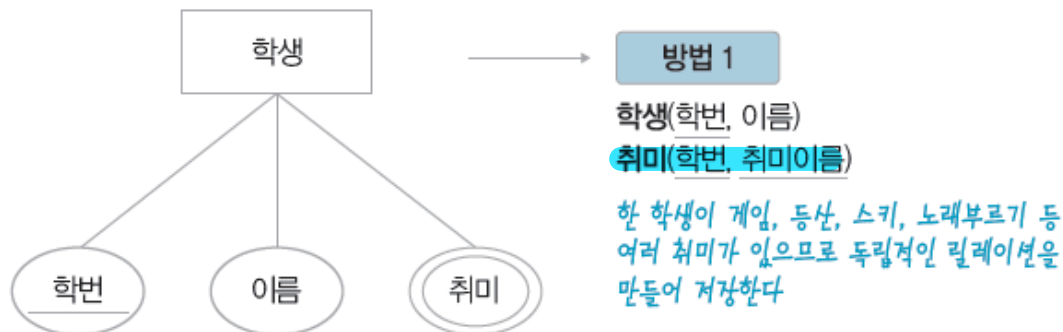 학생
방법 1
학생(학번, 이름)
취미(학번, 취미이름)
한 학생이 게임, 등산, 스키, 노래부르기 등
여러 취미가 있으므로 독립적인 릴레이션을
만들어 저장한다
학번
이름
취미